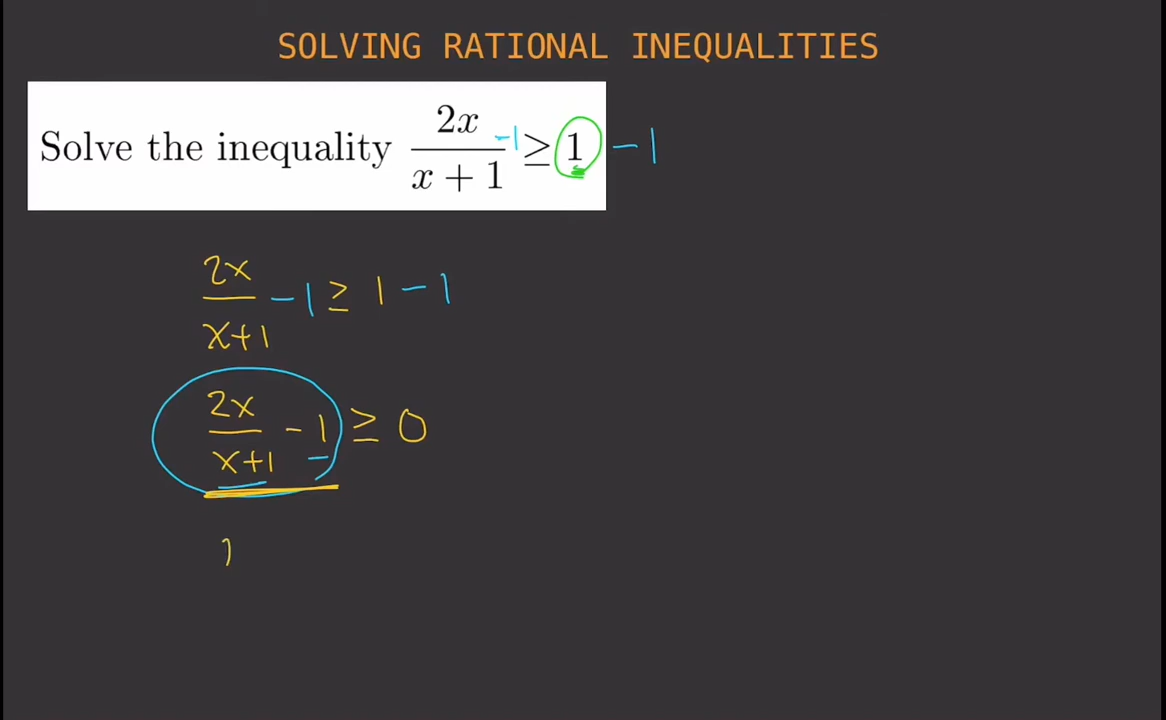 SOLVING RATIONAL INEQUALITIES
Solve the inequality 2x/(x + 1) -1 ≥ 1 -1
2x/(x+1) - 1 ≥ 1 - 1
2x/(x+1) - 1 ≥ 0